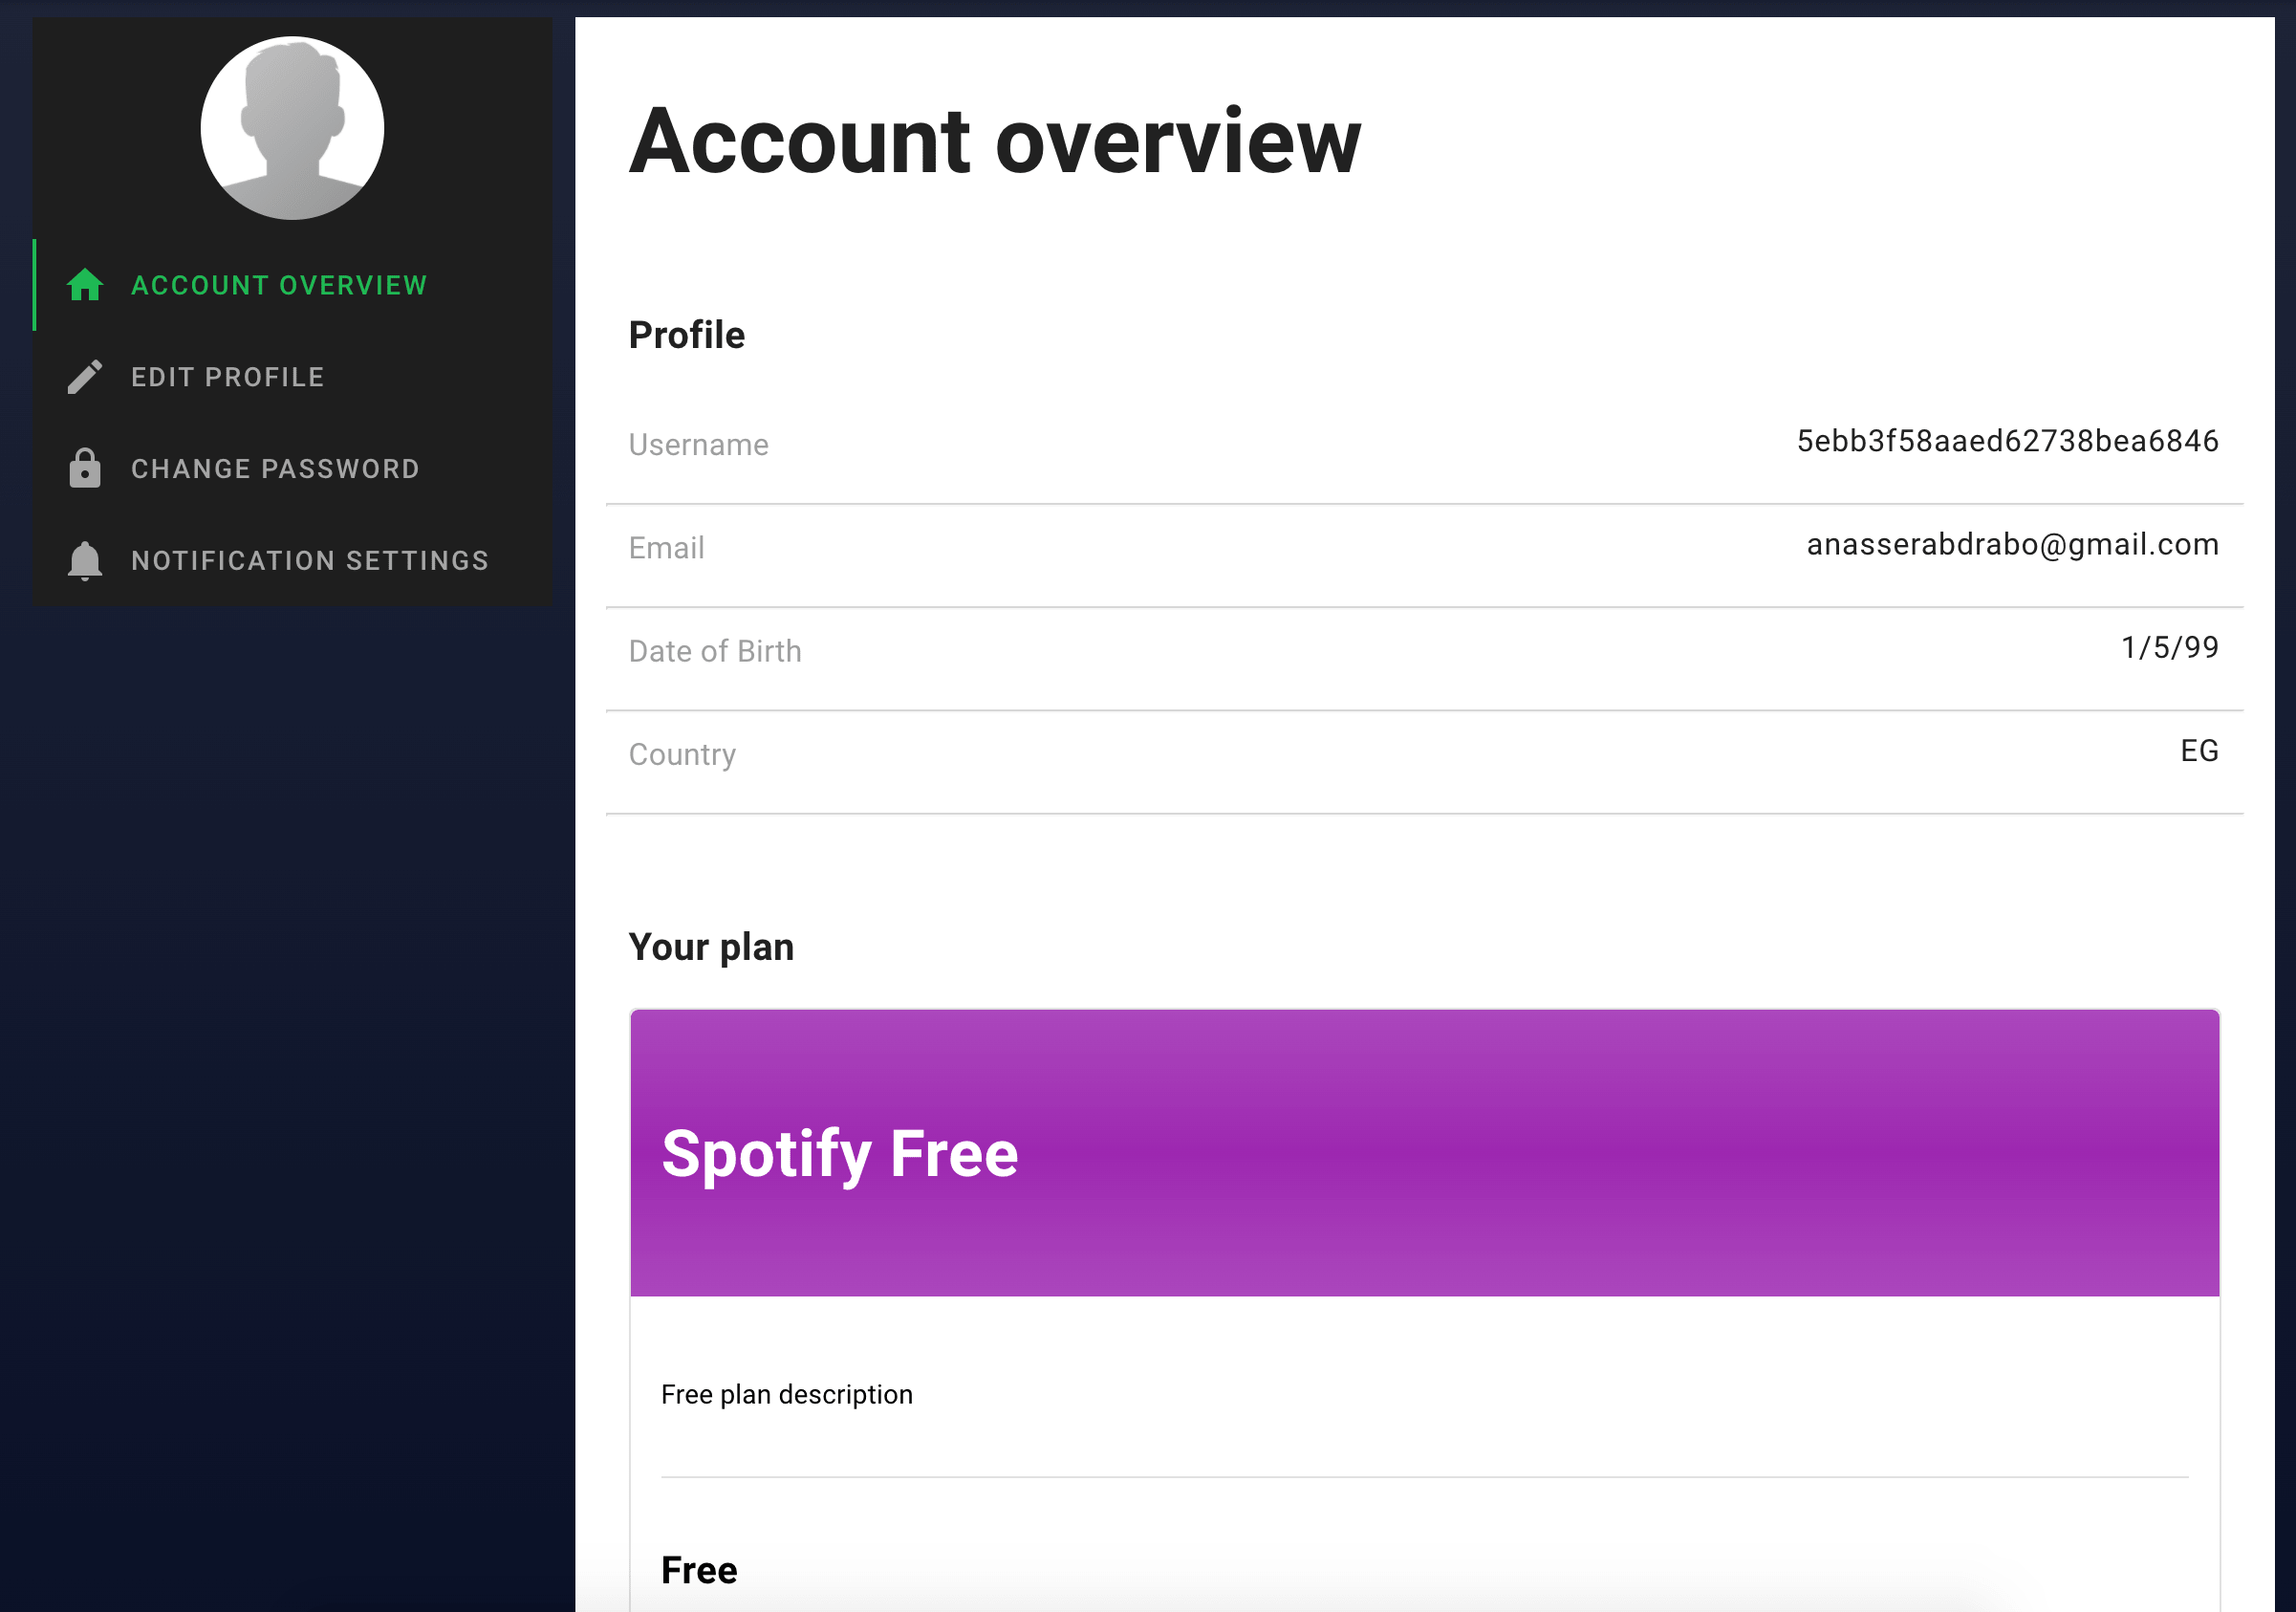 ACCOUNT OVERVIEW
EDIT PROFILE
CHANGE PASSWORD
NOTIFICATION SETTINGS
Account overview
Profile
Username 5ebb3f58aaed62738bea6846
Email anasserabdrabo@gmail.com
Date of Birth 1/5/99
Country EG
Your plan
Spotify Free
Free plan description
Free